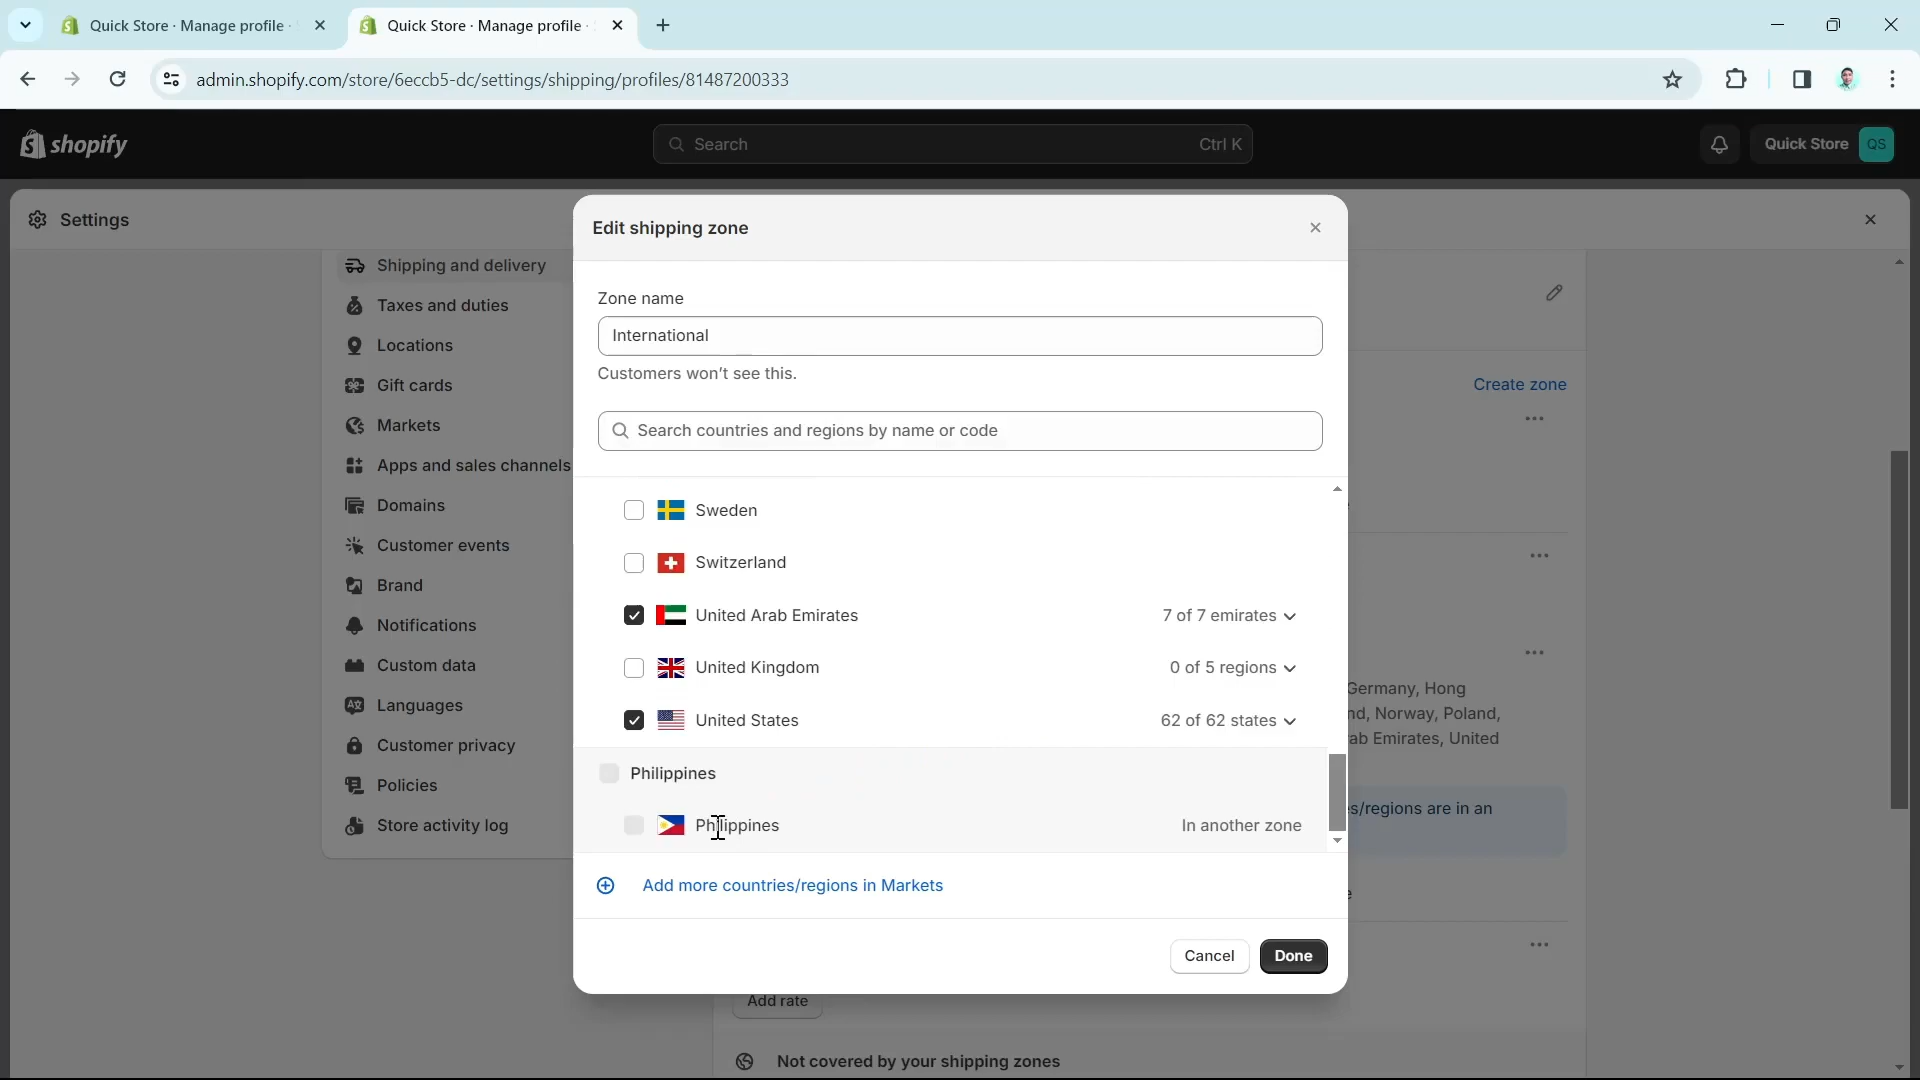 Quick Store · Manage profile ·
Quick Store · Manage profile ·
admin.shopify.com/store/6eccb5-dc/settings/shipping/profiles/81487200333
shopify
Search
Ctrl K
Quick Store
QS
Settings
Shipping and delivery
Taxes and duties
Locations
Gift cards
Markets
Apps and sales channels
Domains
Customer events
Brand
Notifications
Custom data
Languages
Customer privacy
Policies
Store activity log
Edit shipping zone
Zone name
International
Customers won't see this.
Search countries and regions by name or code
Sweden
Switzerland
United Arab Emirates
7 of 7 emirates
United Kingdom
0 of 5 regions
United States
62 of 62 states
Philippines
Philippines
In another zone
Add more countries/regions in Markets
Cancel
Done
Create zone
Germany, Hong
nd, Norway, Poland,
rab Emirates, United
es/regions are in an
Add rate
Not covered by your shipping zones